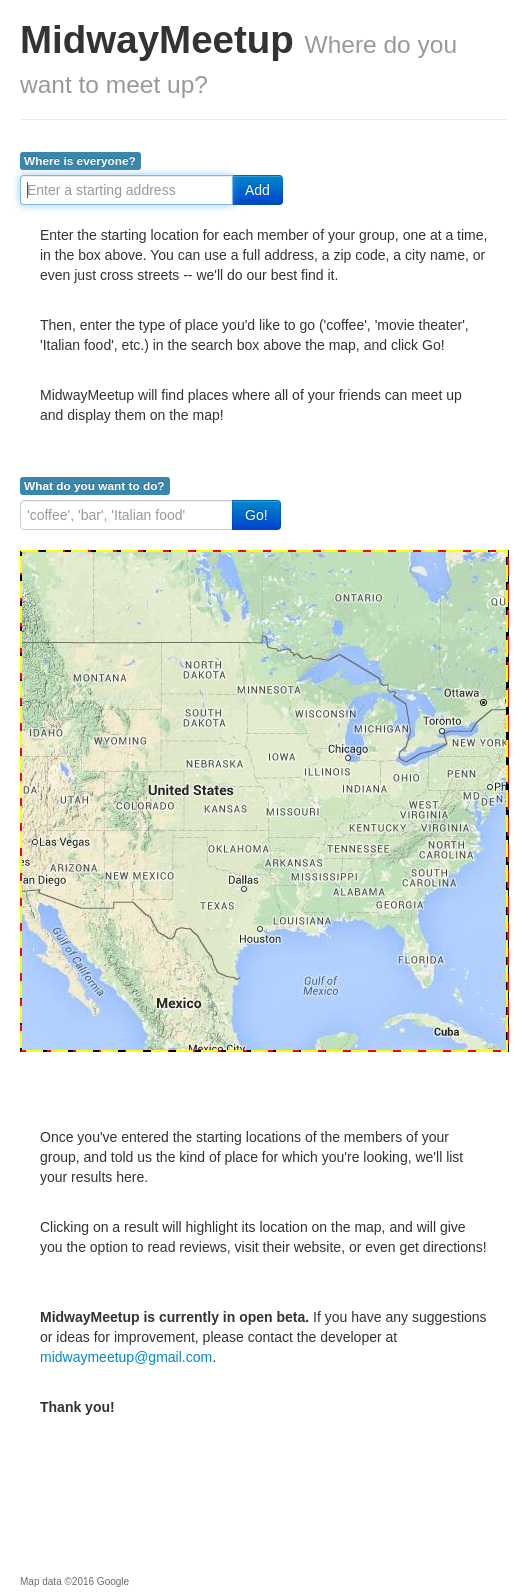 MidwayMeetup Where do you
want to meet up?
Where is everyone?
Enter a starting address
Add
Enter the starting location for each member of your group, one at a time,
in the box above. You can use a full address, a zip code, a city name, or
even just cross streets -- we'll do our best find it.
Then, enter the type of place you'd like to go ('coffee', 'movie theater',
'Italian food', etc.) in the search box above the map, and click Go!
MidwayMeetup will find places where all of your friends can meet up
and display them on the map!
What do you want to do?
'coffee', 'bar', 'Italian food'
Go!
ONTARIO
QU
NORTH
DAKOTA
MONTANA
MINNESOTA
Ottawa
SOUTH
DAKOTA
WISCONSIN
Toronto
MICHIGAN
IDAHO
WYOMING
NEW YORK
Chicago
IOWA
NEBRASKA
ILLINOIS
OHIO
PENN
INDIANA
PH
DA
UTAH
United States
MD
DE
N
COLORADO
KANSAS
MISSOURI
WEST
VIRGINIA
KENTUCKY
VIRGINIA
Las Vegas
OKLAHOMA
TENNESSEE
NORTH
CAROLINA
es
ARIZONA
ARKANSAS
an Diego
NEW MEXICO
Dallas
MISSISSIPPI
SOUTH
CAROLINA
ALABAMA
TEXAS
GEORGIA
LOUISIANA
Houston
Gulf of California
FLORIDA
Gulf of
Mexico
Mexico
Cuba
Mexico City
Once you've entered the starting locations of the members of your
group, and told us the kind of place for which you're looking, we'll list
your results here.
Clicking on a result will highlight its location on the map, and will give
you the option to read reviews, visit their website, or even get directions!
MidwayMeetup is currently in open beta. If you have any suggestions
or ideas for improvement, please contact the developer at
midwaymeetup@gmail.com.
Thank you!
Map data ©2016 Google